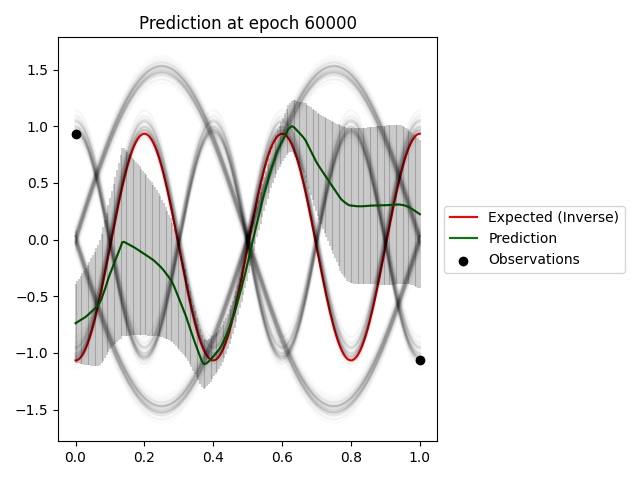 Prediction at epoch 60000
1.5
1.0
0.5
0.0
−0.5
−1.0
−1.5
0.0 0.2 0.4 0.6 0.8 1.0
Expected (Inverse)
Prediction
Observations